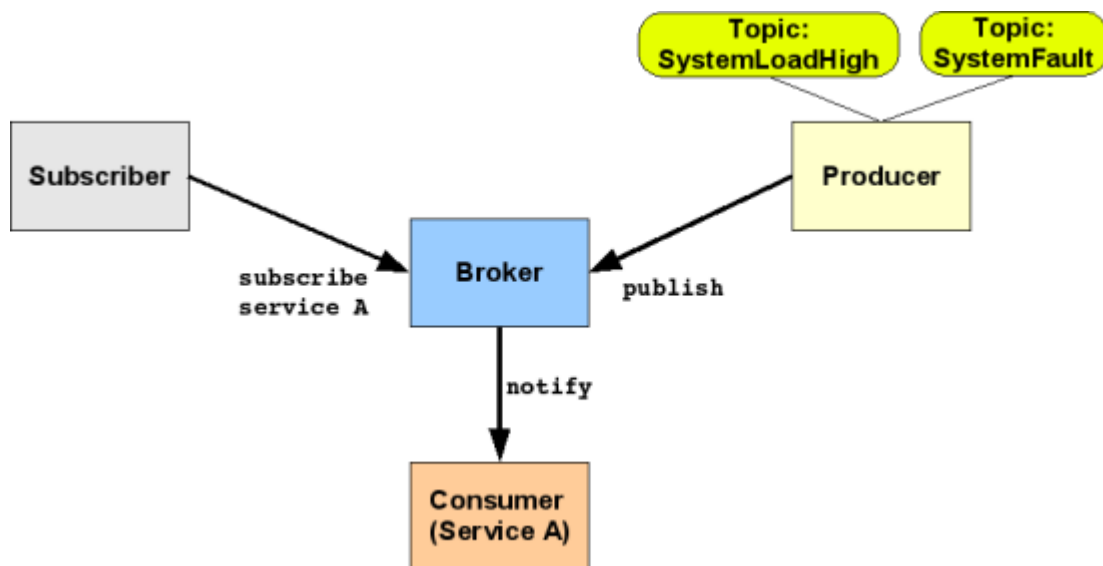 Topic:
SystemLoadHigh
Topic:
SystemFault
Subscriber
Producer
Broker
subscribe
service A
publish
notify
Consumer
(Service A)